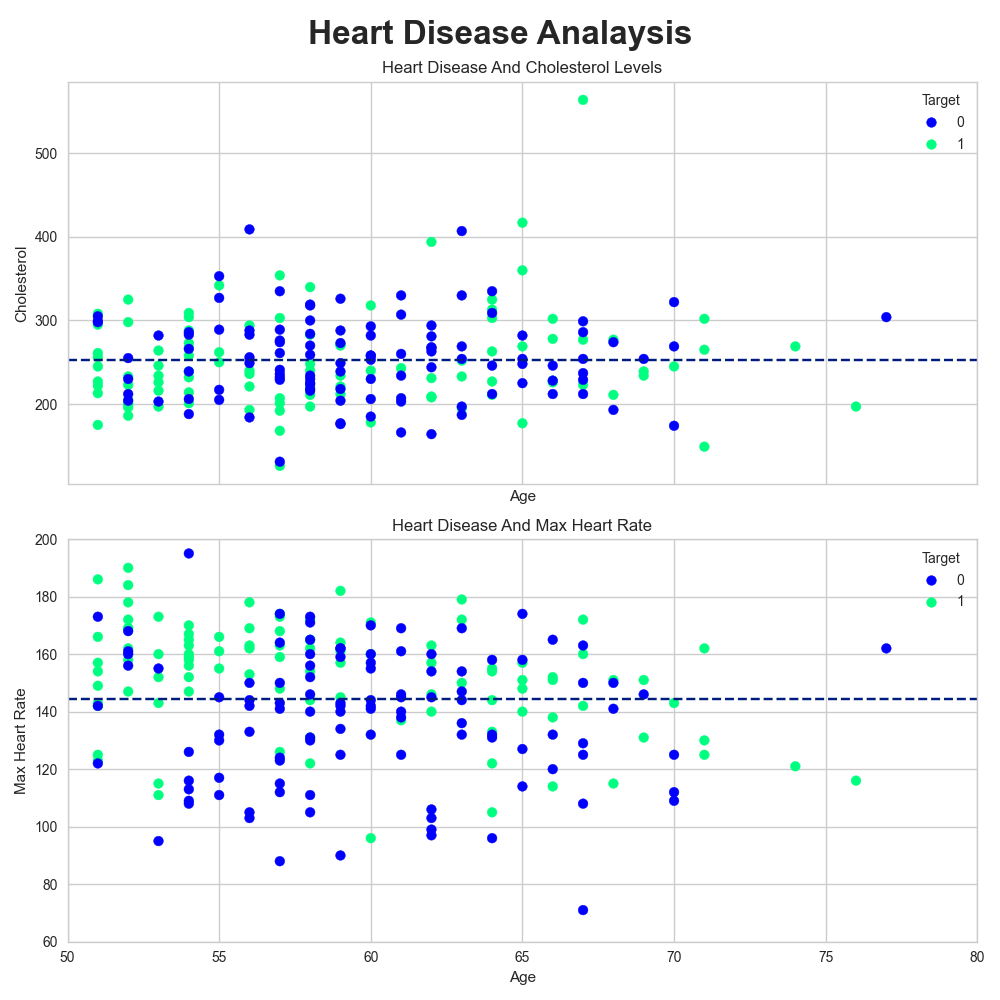 Heart Disease Analaysis
Heart Disease And Cholesterol Levels
Target
0
1
500
400
300
200
Cholesterol
Age
Heart Disease And Max Heart Rate
Target
0
1
200
180
160
140
120
100
80
60
Max Heart Rate
50 55 60 65 70 75 80
Age